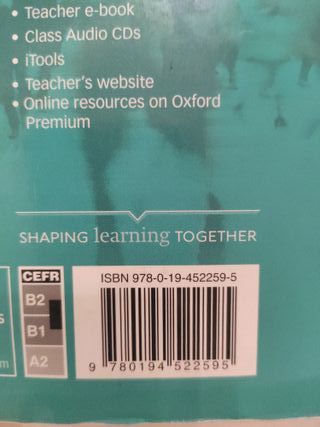 • Teacher e-book
• Class Audio CDs
• iTools
• Teacher's website
• Online resources on Oxford
Premium
SHAPING learning TOGETHER
CEFR
B2
B1
A2
ISBN 978-0-19-452259-5
9 780194 522595